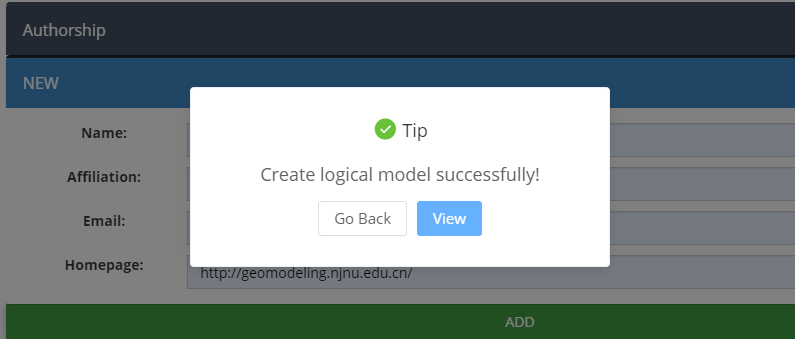 Authorship
NEW
Name:
Tip
Affiliation:
Create logical model successfully!
Email:
Go Back
View
Homepage:
http://geomodeling.njnu.edu.cn/
ADD